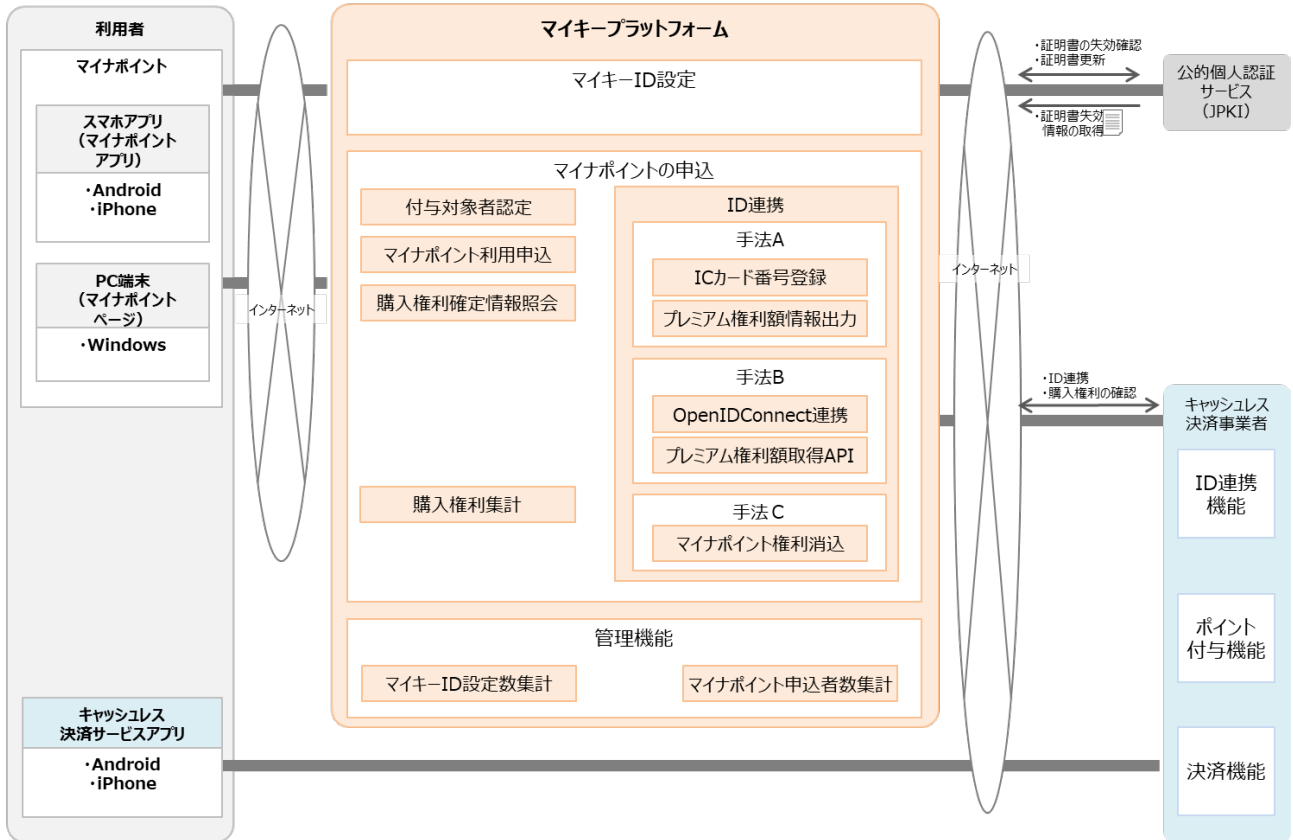 利用者
マイナポイント
スマホアプリ
(マイナポイント
アプリ)
・Android
・iPhone
PC端末
(マイナポイント
ページ)
・Windows
キャッシュレス
決済サービスアプリ
・Android
・iPhone
インターネット
マイキープラットフォーム
マイキーID設定
マイナポイントの申込
付与対象者認定
マイナポイント利用申込
購入権利確定情報照会
購入権利集計
ID連携
手法A
ICカード番号登録
プレミアム権利額情報出力
手法B
OpenIDConnect連携
プレミアム権利額取得API
手法C
マイナポイント権利消込
管理機能
マイキーID設定数集計
マイナポイント申込者数集計
インターネット
・証明書の失効確認
・証明書更新
・証明書失効
情報の取得
公的個人認証
サービス
(JPKI)
・ID連携
・購入権利の確認
キャッシュレス
決済事業者
ID連携
機能
ポイント
付与機能
決済機能